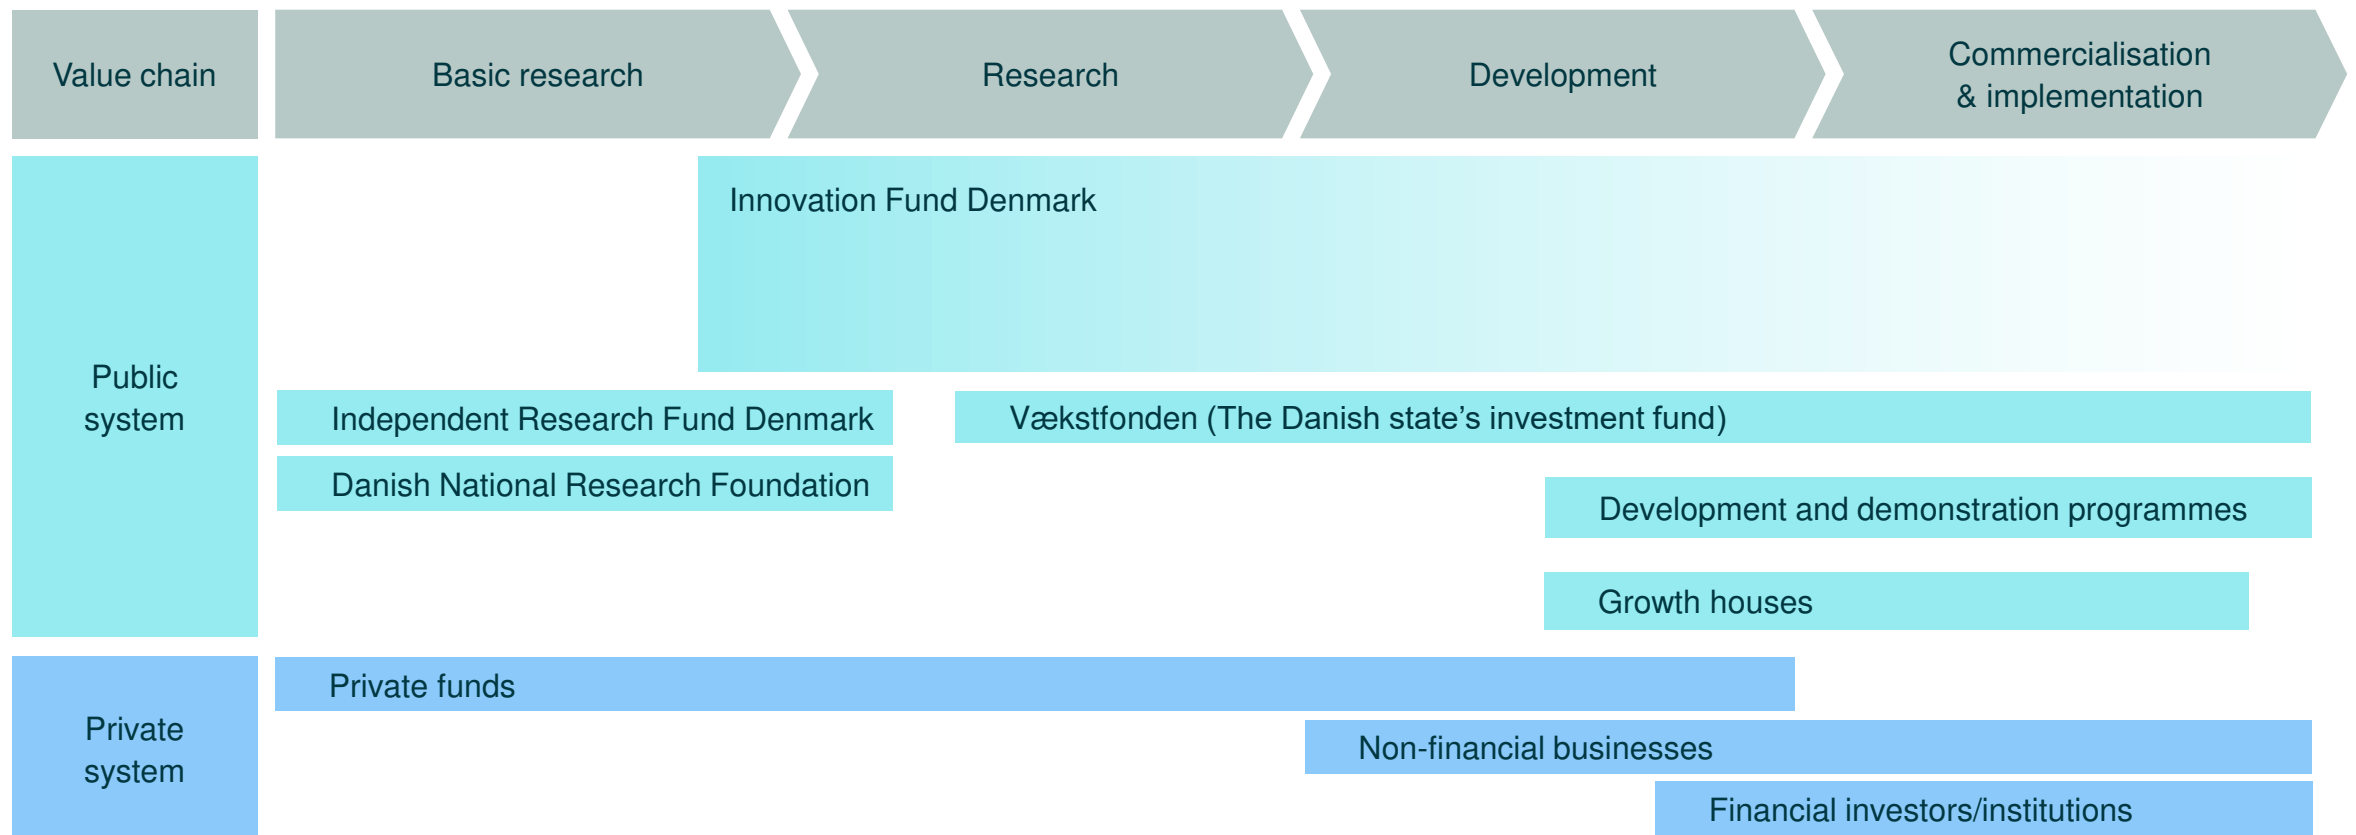 Value chain
Basic research
Research
Development
Commercialisation
& implementation
Public
system
Innovation Fund Denmark
Independent Research Fund Denmark
Vækstfonden (The Danish state’s investment fund)
Danish National Research Foundation
Development and demonstration programmes
Growth houses
Private
system
Private funds
Non-financial businesses
Financial investors/institutions